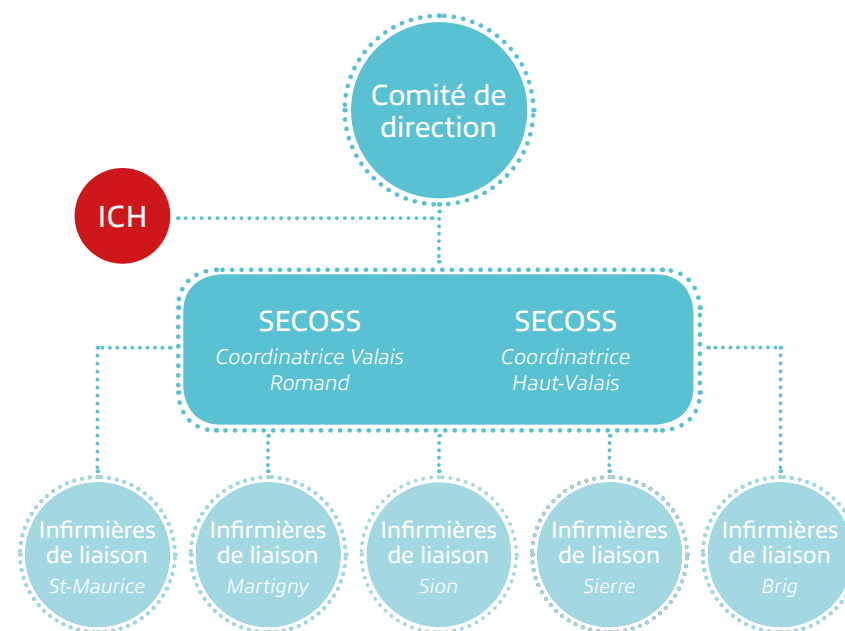 Comité de
direction
ICH
SECOSS
Coordinatrice Valais
Romand
SECOSS
Coordinatrice
Haut-Valais
Infirmières
de liaison
St-Maurice
Infirmières
de liaison
Martigny
Infirmières
de liaison
Sion
Infirmières
de liaison
Sierre
Infirmières
de liaison
Brig